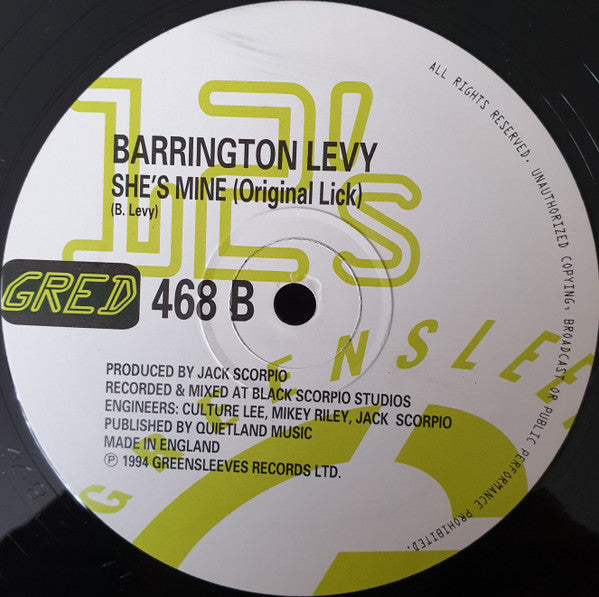 12's
BARRINGTON LEVY
SHE'S MINE (Original Lick)
(B. Levy)
GRED 468 B
PRODUCED BY JACK SCORPIO
RECORDED & MIXED AT BLACK SCORPIO STUDIOS
ENGINEERS: CULTURE LEE, MIKEY RILEY, JACK SCORPIO
PUBLISHED BY QUIETLAND MUSIC
MADE IN ENGLAND
℗ 1994 GREENSLEEVES RECORDS LTD.
GREENSLEE
ALL RIGHTS RESERVED. UNAUTHORIZED COPYING, BROADCAST OR PUBLIC PERFORMANCE PROHIBITED.